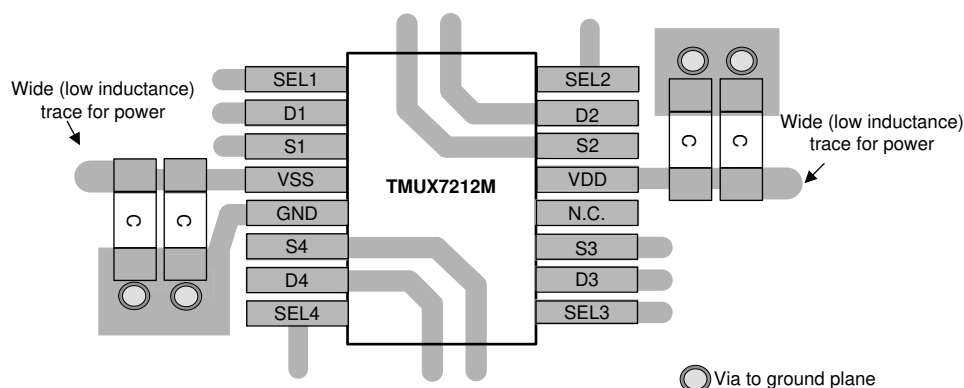 Wide (low inductance)
trace for power
SEL1
D1
S1
VSS
GND
S4
D4
SEL4
C
C
TMUX7212M
SEL2
D2
S2
VDD
N.C.
S3
D3
SEL3
C
C
Wide (low inductance)
trace for power
Via to ground plane